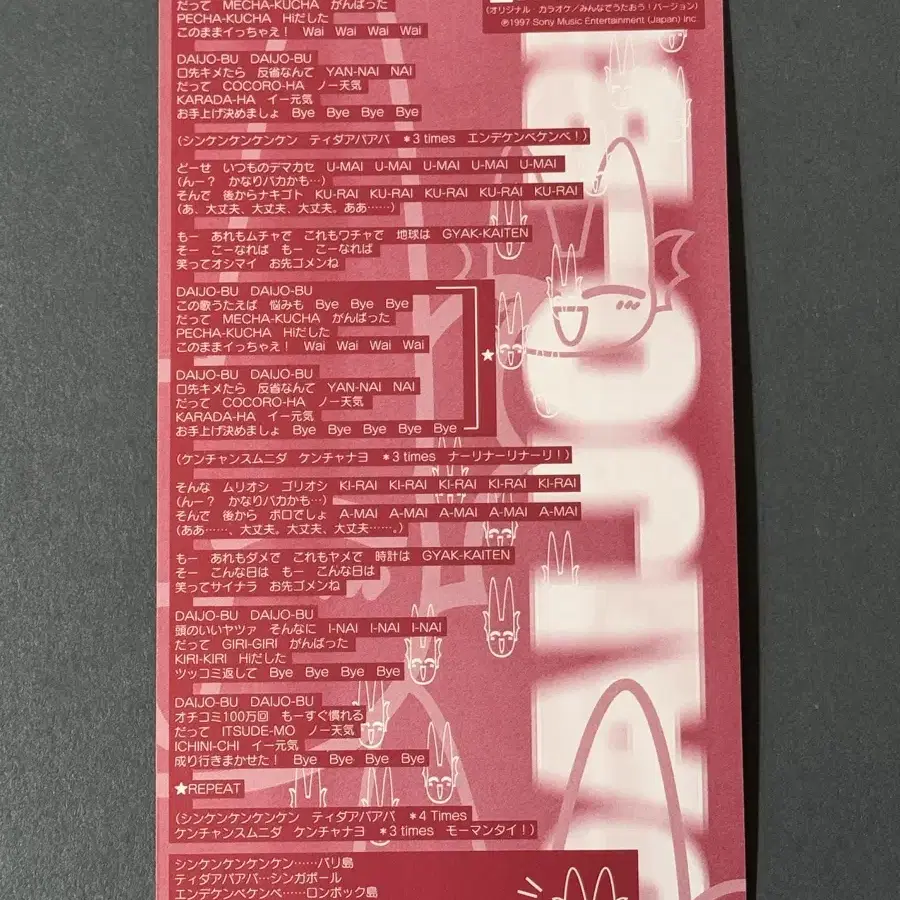 だって　MECHA-KUCHA　がんばった
PECHA-KUCHA　Hiだした
このままイっちゃえ！　Wai　Wai　Wai　Wai
(オリジナル・カラオケ／みんなでうたおう！バージョン)
℗1997 Sony Music Entertainment (Japan) Inc.
DAIJO-BU　DAIJO-BU
口先キメたら　反省なんて　YAN-NAI　NAI
だって　COCORO-HA　ノー天気
KARADA-HA　イー元気
お手上げ決めましょ　Bye　Bye　Bye　Bye
(シンケンケンケンケン　ティダアパアパ　＊3 times　エンデケンベケンベ！)
どーせ　いつものデマカセ　U-MAI　U-MAI　U-MAI　U-MAI　U-MAI
(んー？　かなりバカかも…)
そんで　後からナキゴト　KU-RAI　KU-RAI　KU-RAI　KU-RAI　KU-RAI
(あ、大丈夫、大丈夫、大丈夫。ああ……)
もー　あれもムチャで　これもワチャで　地球は　GYAK-KAITEN
そー　こーなれば　もー　こーなれば
笑ってオシマイ　お先ゴメンね
DAIJO-BU　DAIJO-BU
この歌うたえば　悩みも　Bye　Bye　Bye
だって　MECHA-KUCHA　がんばった
PECHA-KUCHA　Hiだした
このままイっちゃえ！　Wai　Wai　Wai　Wai
★
DAIJO-BU　DAIJO-BU
口先キメたら　反省なんて　YAN-NAI　NAI
だって　COCORO-HA　ノー天気
KARADA-HA　イー元気
お手上げ決めましょ　Bye　Bye　Bye　Bye　Bye
(ケンチャンスムニダ　ケンチャナヨ　＊3 times　ナーリナーリナーリ！)
そんな　ムリオシ　ゴリオシ　KI-RAI　KI-RAI　KI-RAI　KI-RAI　KI-RAI
(んー？　かなりバカかも…)
そんで　後から　ボロでしょ　A-MAI　A-MAI　A-MAI　A-MAI　A-MAI
(ああ……、大丈夫。大丈夫、大丈夫……。)
もー　あれもダメで　これもヤメで　時計は　GYAK-KAITEN
そー　こんな日は　もー　こんな日は
笑ってサイナラ　お先ゴメンね
DAIJO-BU　DAIJO-BU
頭のいいヤツァ　そんなに　I-NAI　I-NAI　I-NAI
だって　GIRI-GIRI　がんばった
KIRI-KIRI　Hiだした
ツッコミ返して　Bye　Bye　Bye　Bye
DAIJO-BU　DAIJO-BU
オチコミ100万回　もーすぐ慣れる
だって　ITSUDE-MO　ノー天気
ICHINI-CHI　イー元気
成り行きまかせた！　Bye　Bye　Bye　Bye
★REPEAT
(シンケンケンケンケン　ティダアパアパ　＊4 Times
ケンチャンスムニダ　ケンチャナヨ　＊3 times　モーマンタイ！)
シンケンケンケンケン……バリ島
ティダアパアパ…シンガポール
エンデケンベケンベ……ロンボック島